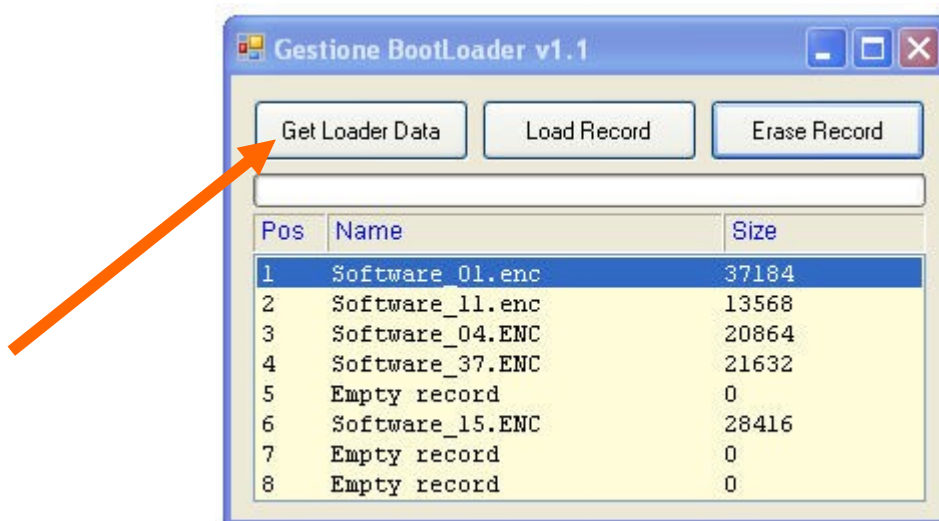 Gestione BootLoader v1.1
Get Loader Data Load Record Erase Record
Pos Name Size
1 Software_01.enc 37184
2 Software_11.enc 13568
3 Software_04.ENC 20864
4 Software_37.ENC 21632
5 Empty record 0
6 Software_15.ENC 28416
7 Empty record 0
8 Empty record 0